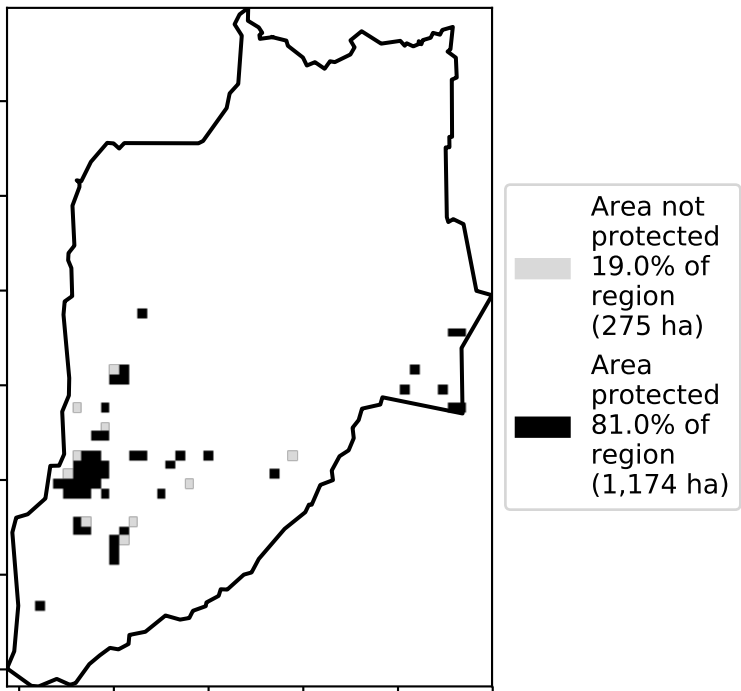 Area not
protected
19.0% of
region
(275 ha)
Area
protected
81.0% of
region
(1,174 ha)